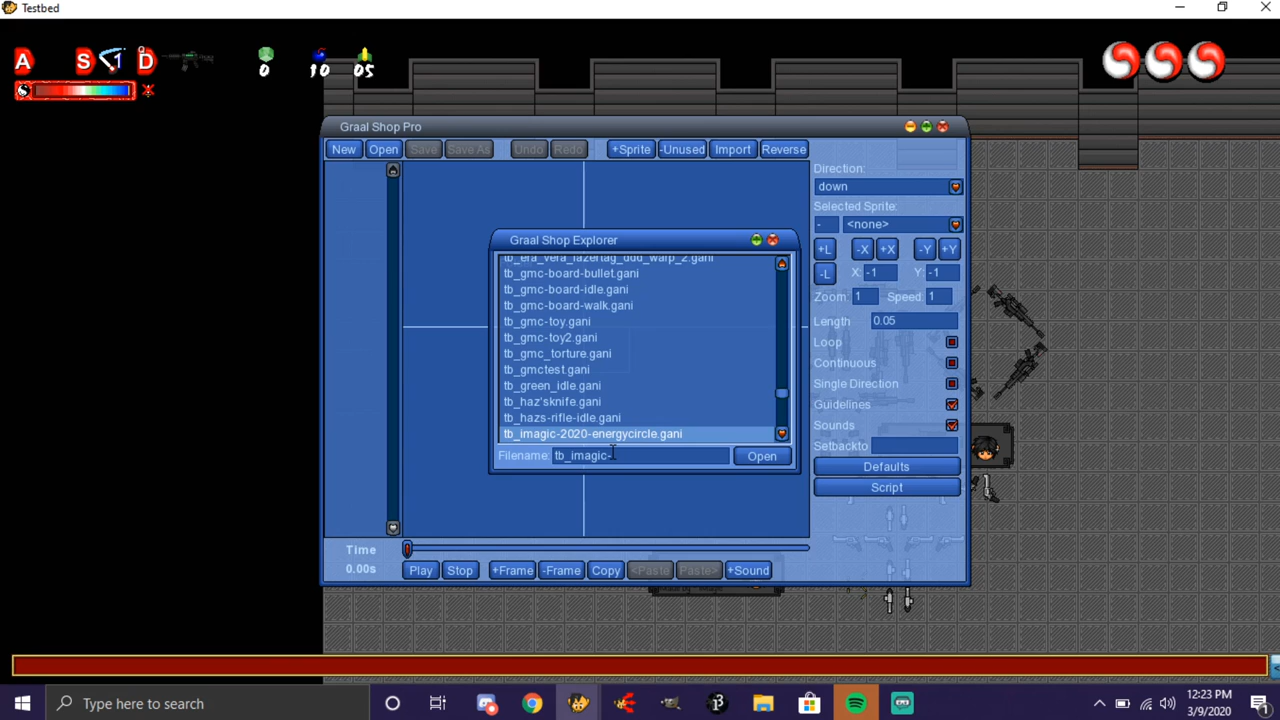 Testbed
A S Q D
0 10 05
Graal Shop Pro
New Open Save Save As Undo Redo +Sprite -Unused Import Reverse
Direction:
down
Selected Sprite:
- <none>
+L -X +X -Y +Y
-L X: -1 Y: -1
Zoom: 1 Speed: 1
Length 0.05
Loop
Continuous
Single Direction
Guidelines
Sounds
Setbackto
Defaults
Script
Graal Shop Explorer
tb_era_vera_lazertag_ddd_warp_2.gani
tb_gmc-board-bullet.gani
tb_gmc-board-idle.gani
tb_gmc-board-walk.gani
tb_gmc-toy.gani
tb_gmc-toy2.gani
tb_gmc_torture.gani
tb_gmctest.gani
tb_green_idle.gani
tb_haz'sknife.gani
tb_hazs-rifle-idle.gani
tb_imagic-2020-energycircle.gani
Filename: tb_imagic- Open
Time
0.00s
Play Stop +Frame -Frame Copy <Paste Paste> +Sound
Type here to search
12:23 PM
3/9/2020